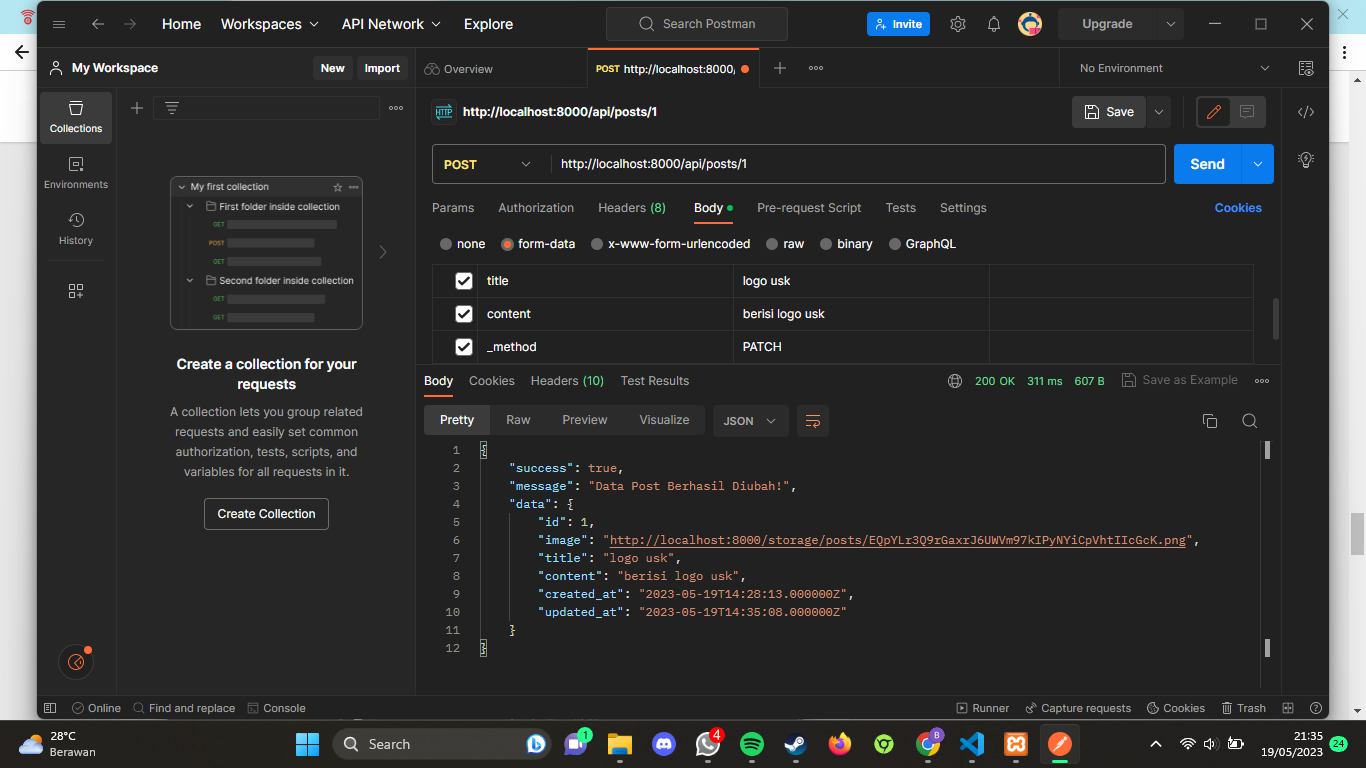 Home Workspaces API Network Explore Search Postman Invite Upgrade
My Workspace New Import Overview POST http://localhost:8000/ No Environment
Collections
Environments
History
My first collection
First folder inside collection
GET
POST
GET
Second folder inside collection
GET
GET
Create a collection for your
requests
A collection lets you group related
requests and easily set common
authorization, tests, scripts, and
variables for all requests in it.
Create Collection
HTTP http://localhost:8000/api/posts/1 Save
POST http://localhost:8000/api/posts/1 Send
Params Authorization Headers (8) Body Pre-request Script Tests Settings Cookies
none form-data x-www-form-urlencoded raw binary GraphQL
title logo usk
content berisi logo usk
_method PATCH
Body Cookies Headers (10) Test Results 200 OK 311 ms 607 B Save as Example
Pretty Raw Preview Visualize JSON
1 {
2 "success": true,
3 "message": "Data Post Berhasil Diubah!",
4 "data": {
5 "id": 1,
6 "image": "http://localhost:8000/storage/posts/EQpYLr3Q9rGaxrJ6UWVm97kIPyNYiCpVhtIIcGcK.png",
7 "title": "logo usk",
8 "content": "berisi logo usk",
9 "created_at": "2023-05-19T14:28:13.000000Z",
10 "updated_at": "2023-05-19T14:35:08.000000Z"
11 }
12 }
Online Find and replace Console Runner Capture requests Cookies Trash
28°C
Berawan
Search
1
4
B
21:35
19/05/2023
24